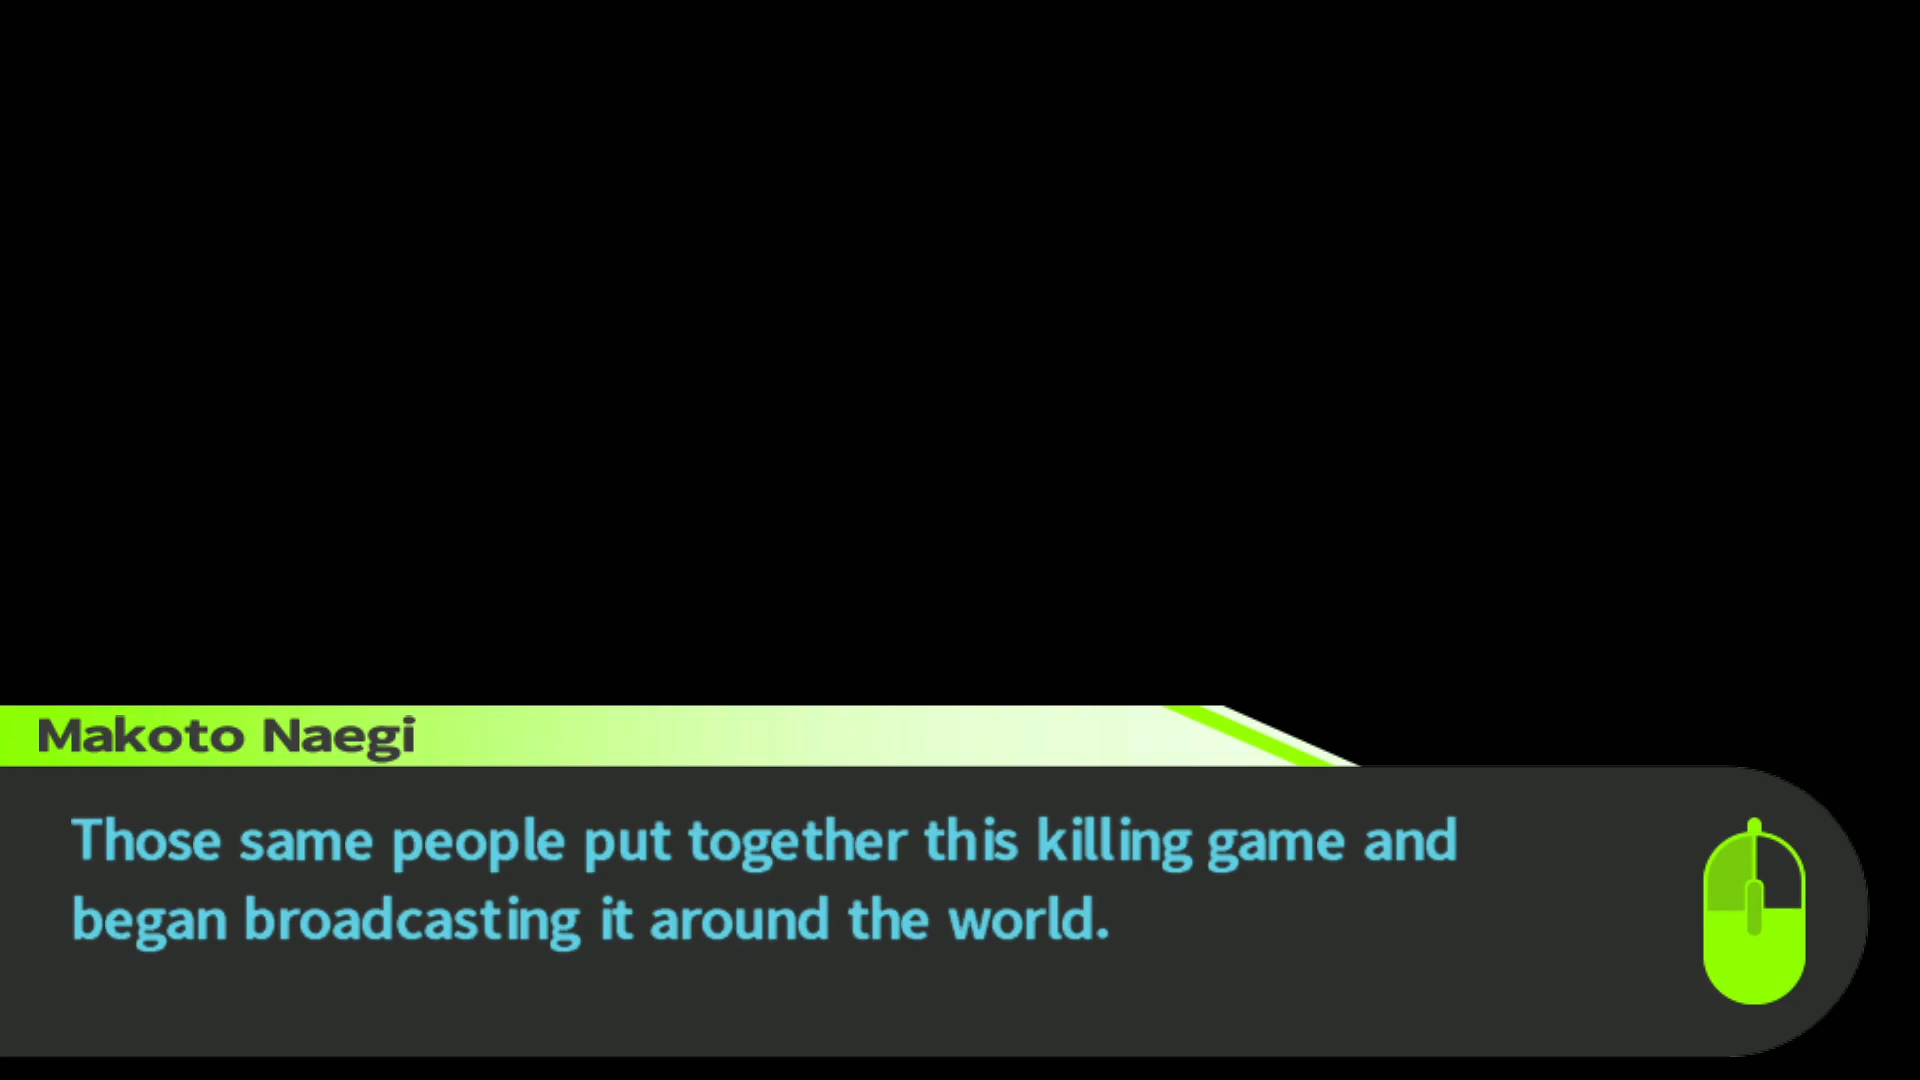 Makoto Naegi
Those same people put together this killing game and
began broadcasting it around the world.